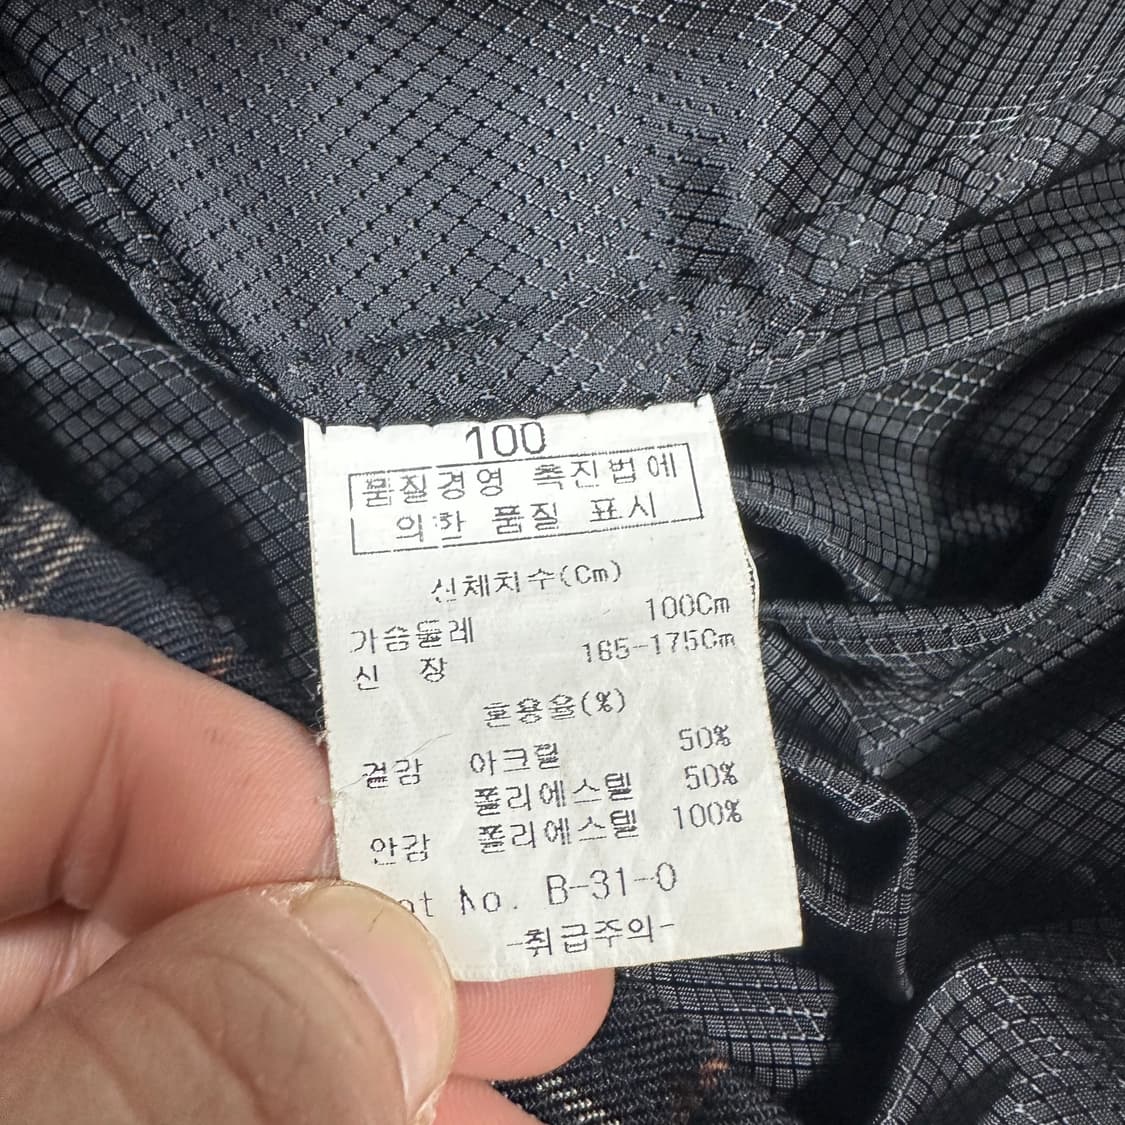 100
품질경영 촉진법에
의한 품질 표시
신체치수(Cm)
가슴둘레 100Cm
신 장 165-175Cm
혼용율(%)
겉감 아크릴 50%
폴리에스텔 50%
안감 폴리에스텔 100%
ot No. B-31-0
-취급주의-